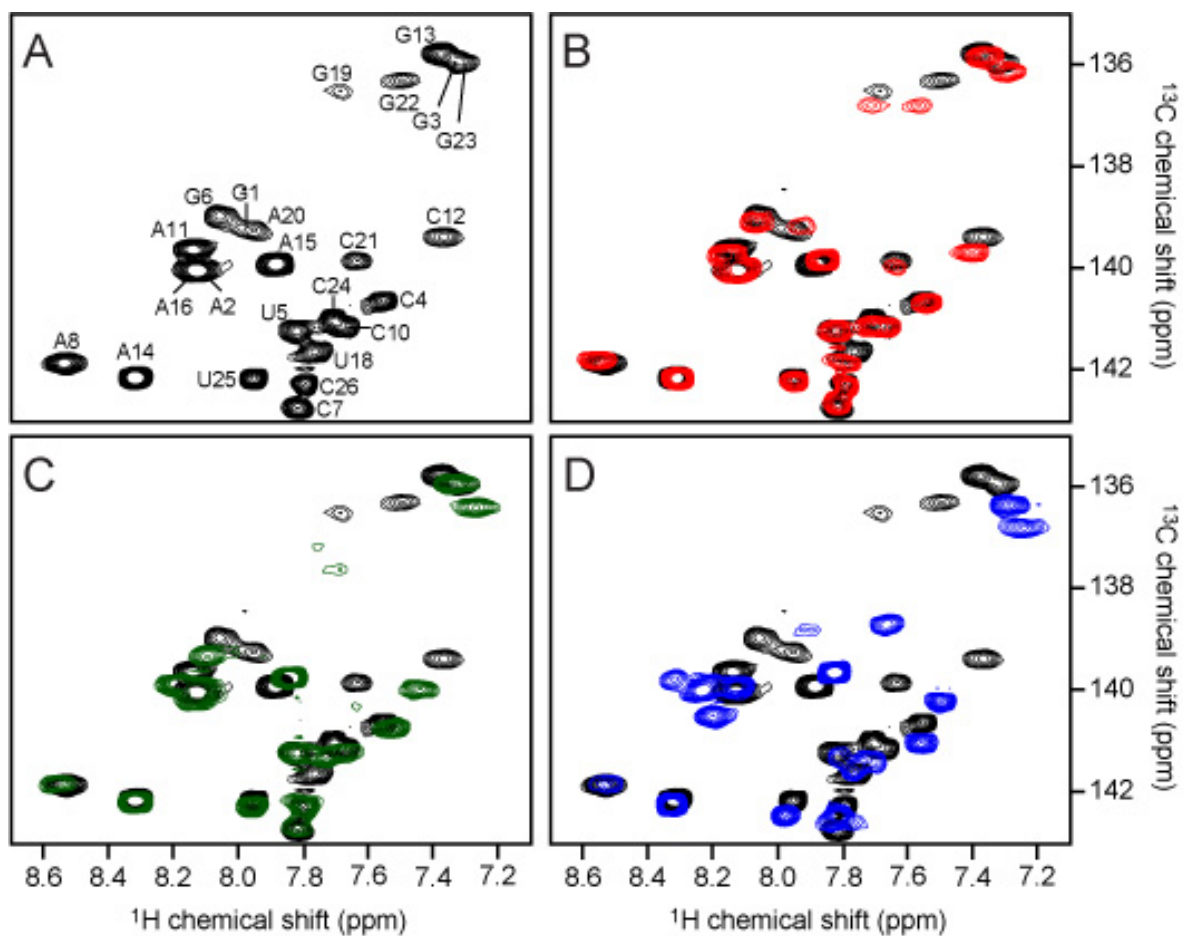 A
B
G13
G19
G22
G3
G23
136
138
140
142
13C chemical shift (ppm)
G6
G1
A20
A11
A15
C21
C12
A16
A2
C24
C4
U5
C10
A8
A14
U18
U25
C26
C7
C
D
136
138
140
142
13C chemical shift (ppm)
8.6 8.4 8.2 8.0 7.8 7.6 7.4 7.2
8.6 8.4 8.2 8.0 7.8 7.6 7.4 7.2
1H chemical shift (ppm)
1H chemical shift (ppm)